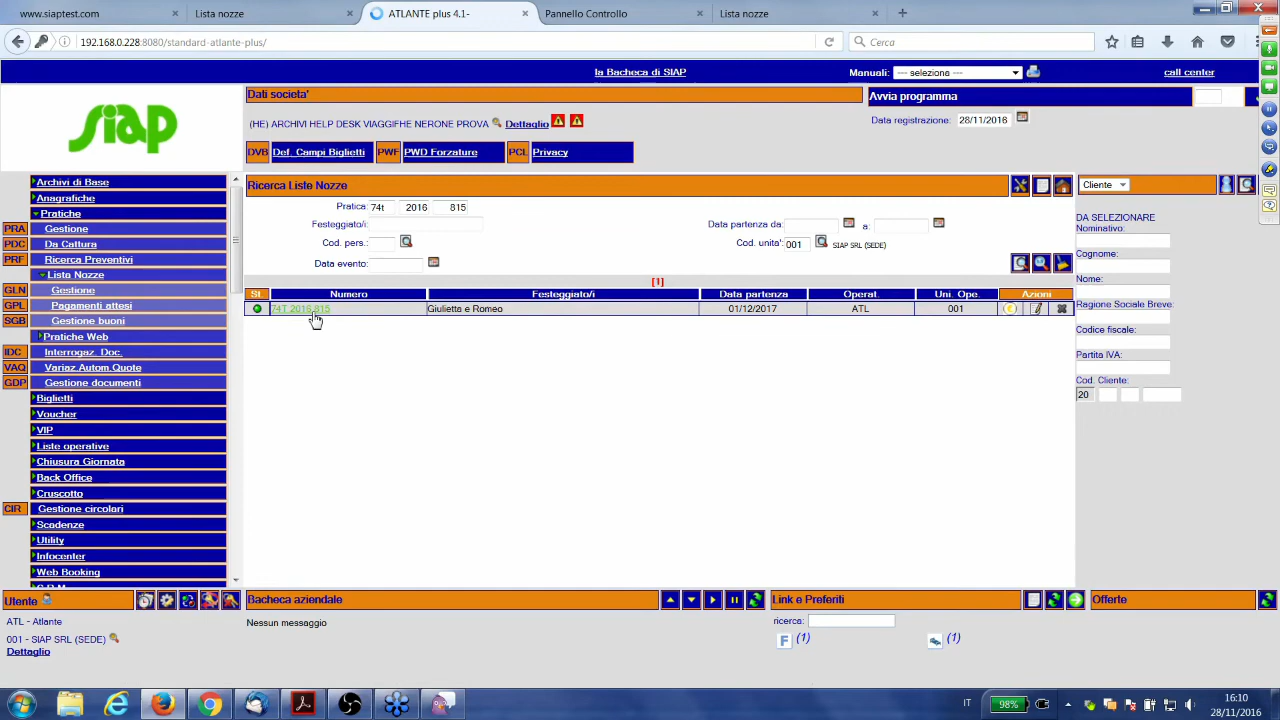 www.siaptest.com
Lista nozze
ATLANTE plus 4.1-
Pannello Controllo
Lista nozze
192.168.0.228:8080/standard-atlante-plus/
Cerca
la Bacheca di SIAP
Manuali: --- seleziona ---
call center
siap
Dati societa'
Avvia programma
(HE) ARCHIVI HELP DESK VIAGGIFHE NERONE PROVA
Dettaglio
Data registrazione: 28/11/2016
DVB Def. Campi Biglietti
PWF PWD Forzature
PCL Privacy
Archivi di Base
Anagrafiche
Pratiche
PRA Gestione
PDC Da Cattura
PRF Ricerca Preventivi
Lista Nozze
GLN Gestione
GPL Pagamenti attesi
SGB Gestione buoni
Pratiche Web
IDC Interrogaz. Doc.
VAQ Variaz.Autom.Quote
GDP Gestione documenti
Biglietti
Voucher
VIP
Liste operative
Chiusura Giornata
Back Office
Cruscotto
CIR Gestione circolari
Scadenze
Utility
Infocenter
Web Booking
Ricerca Liste Nozze
Pratica: 74t 2016 815
Festeggiato/i:
Data partenza da: a:
Cod. pers.:
Cod. unita': 001 SIAP SRL (SEDE)
Data evento:
[1]
St. Numero Festeggiato/i Data partenza Operat. Uni. Ope. Azioni
74T 2016 815 Giulietta e Romeo 01/12/2017 ATL 001
Cliente
DA SELEZIONARE
Nominativo:
Cognome:
Nome:
Ragione Sociale Breve:
Codice fiscale:
Partita IVA:
Cod. Cliente:
20
Utente
Bacheca aziendale
Link e Preferiti
Offerte
ATL - Atlante
001 - SIAP SRL (SEDE)
Dettaglio
Nessun messaggio
ricerca:
F (1)
(1)
IT
98%
16:10
28/11/2016